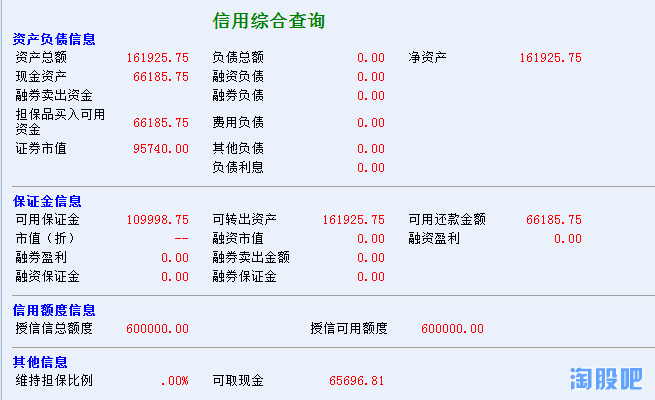 信用综合查询
资产负债信息
资产总额 161925.75 负债总额 0.00 净资产 161925.75
现金资产 66185.75 融资负债 0.00
融券卖出资金 融券负债 0.00
担保品买入可用
资金 66185.75 费用负债 0.00
证券市值 95740.00 其他负债 0.00
负债利息 0.00
保证金信息
可用保证金 109998.75 可转出资产 161925.75 可用还款金额 66185.75
市值（折） -- 融资市值 0.00 融资盈利 0.00
融券盈利 0.00 融券卖出金额 0.00
融资保证金 0.00 融券保证金 0.00
信用额度信息
授信信总额度 600000.00 授信可用额度 600000.00
其他信息
维持担保比例 .00% 可取现金 65696.81
淘股吧